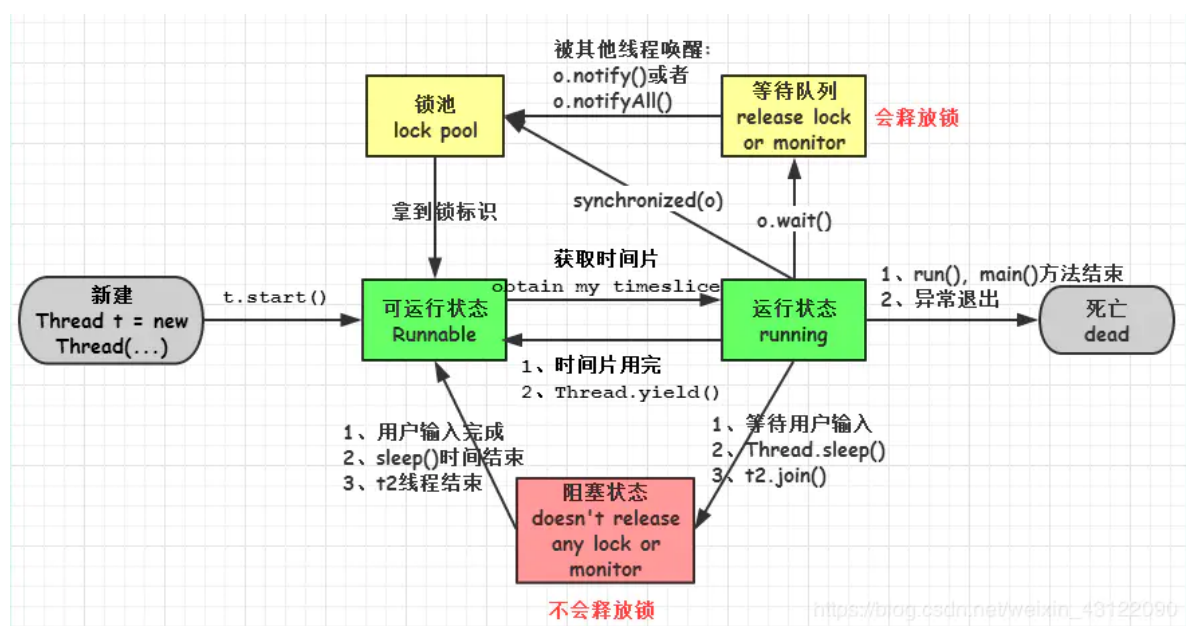 被其他线程唤醒:
o.notify()或者
o.notifyAll()
锁池
lock pool
等待队列
release lock
or monitor
会释放锁
synchronized(o)
o.wait()
拿到锁标识
获取时间片
obtain my timeslice
新建
Thread t = new
Thread(...)
t.start()
可运行状态
Runnable
运行状态
running
1、run(), main()方法结束
2、异常退出
死亡
dead
1、时间片用完
2、Thread.yield()
1、用户输入完成
2、sleep()时间结束
3、t2线程结束
1、等待用户输入
2、Thread.sleep()
3、t2.join()
阻塞状态
doesn't release
any lock or
monitor
不会释放锁
https://blog.csdn.net/weixin_43122090